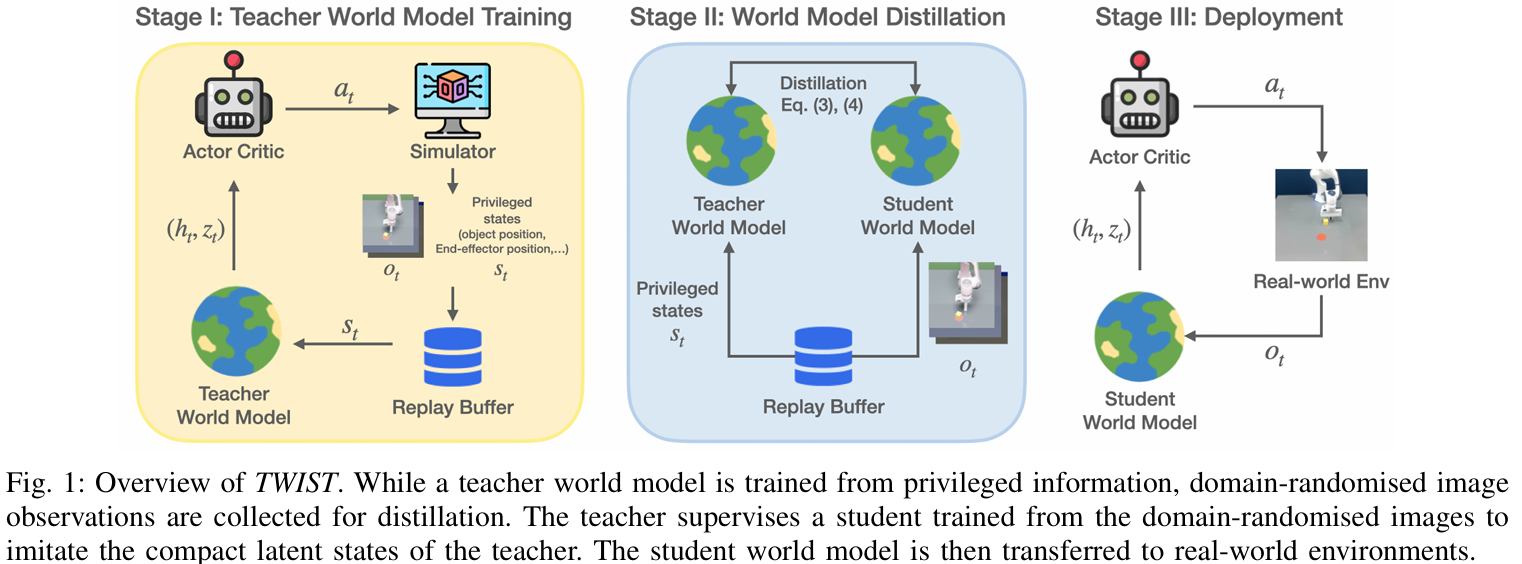 Stage I: Teacher World Model Training
Actor Critic
a_t
Simulator
(h_t, z_t)
o_t
Privileged
states
(object position,
End-effector position,...)
s_t
s_t
Teacher
World Model
Replay Buffer
Stage II: World Model Distillation
Distillation
Eq. (3), (4)
Teacher
World Model
Student
World Model
Privileged
states
s_t
o_t
Replay Buffer
Stage III: Deployment
Actor Critic
a_t
(h_t, z_t)
Real-world Env
o_t
Student
World Model
Fig. 1: Overview of TWIST. While a teacher world model is trained from privileged information, domain-randomised image
observations are collected for distillation. The teacher supervises a student trained from the domain-randomised images to
imitate the compact latent states of the teacher. The student world model is then transferred to real-world environments.